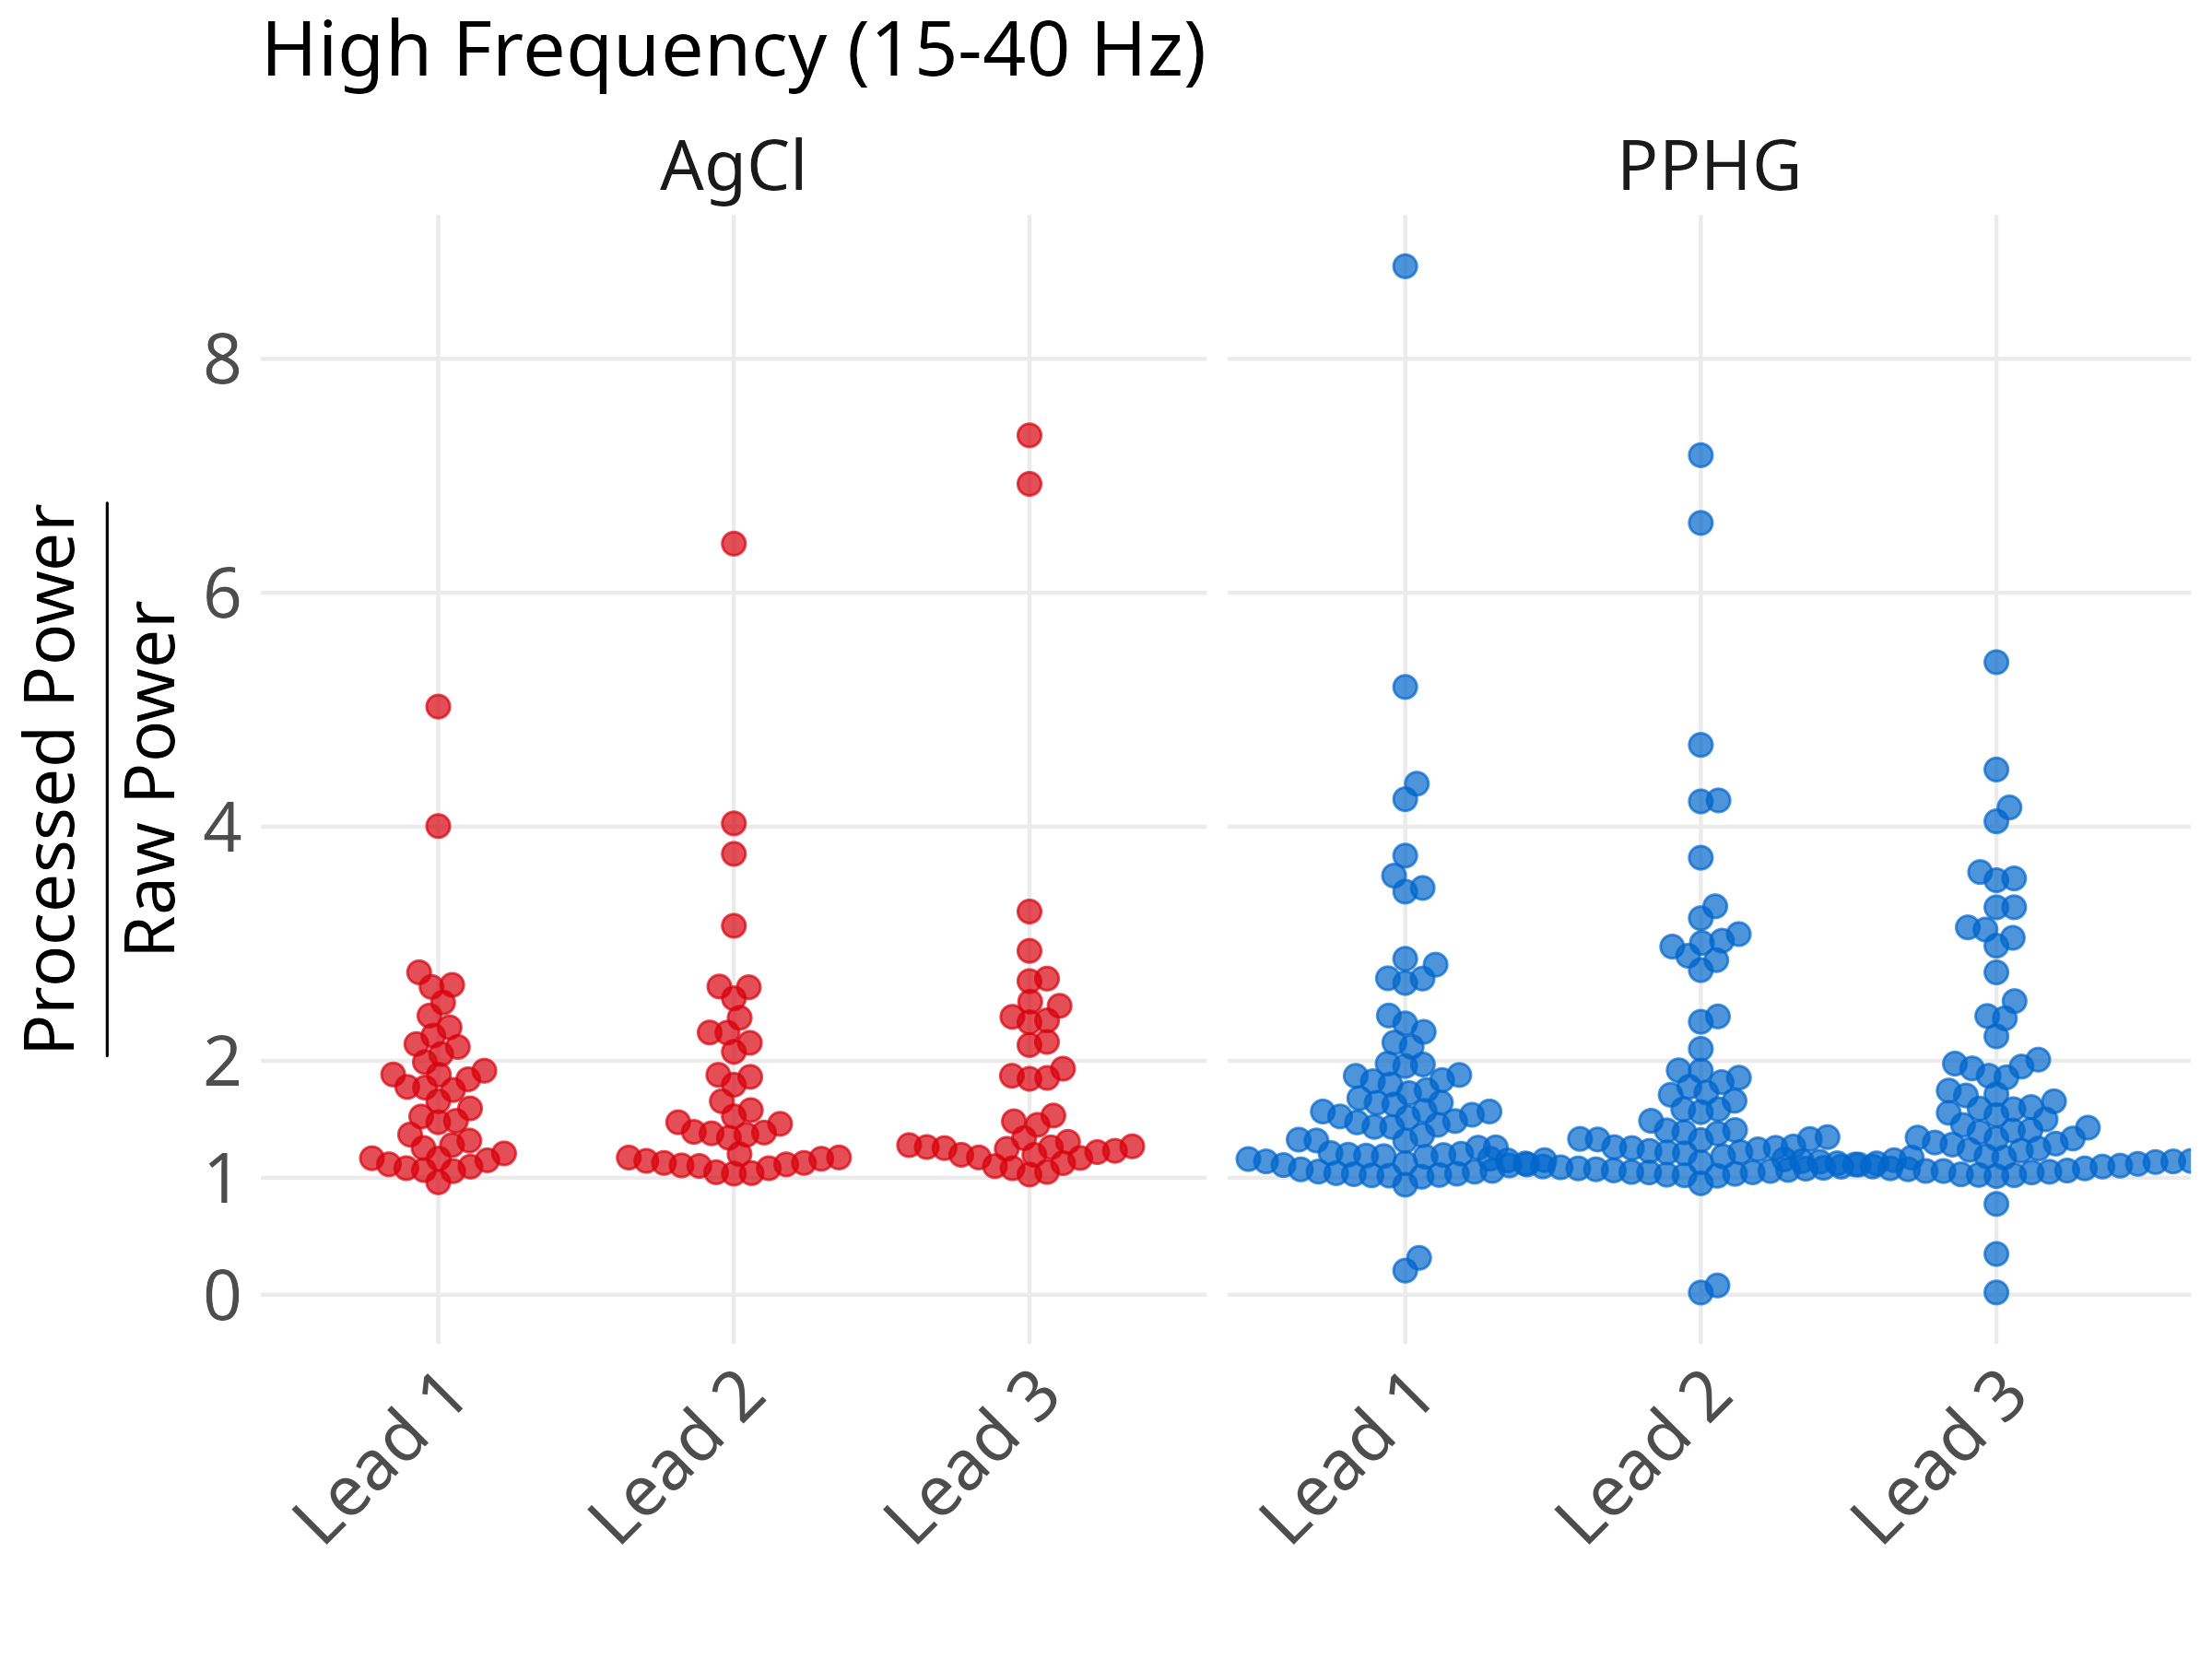 High Frequency (15-40 Hz)
AgCl
PPHG
Processed Power
Raw Power
8
6
4
2
1
0
Lead 1
Lead 2
Lead 3
Lead 1
Lead 2
Lead 3